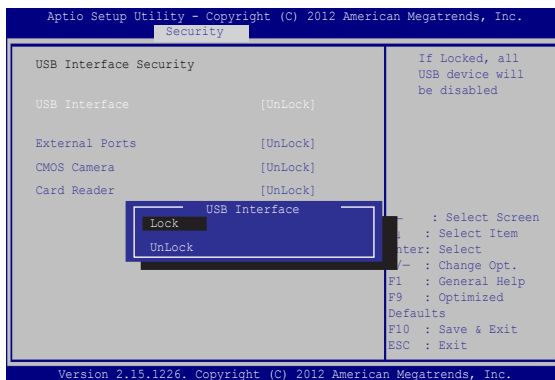 Aptio Setup Utility - Copyright (C) 2012 American Megatrends, Inc.
Security
USB Interface Security
USB Interface [UnLock]
External Ports [UnLock]
CMOS Camera [UnLock]
Card Reader [UnLock]
USB Interface
Lock
UnLock
If Locked, all
USB device will
be disabled
: Select Screen
: Select Item
nter: Select
/— : Change Opt.
F1 : General Help
F9 : Optimized
Defaults
F10 : Save & Exit
ESC : Exit
Version 2.15.1226. Copyright (C) 2012 American Megatrends, Inc.